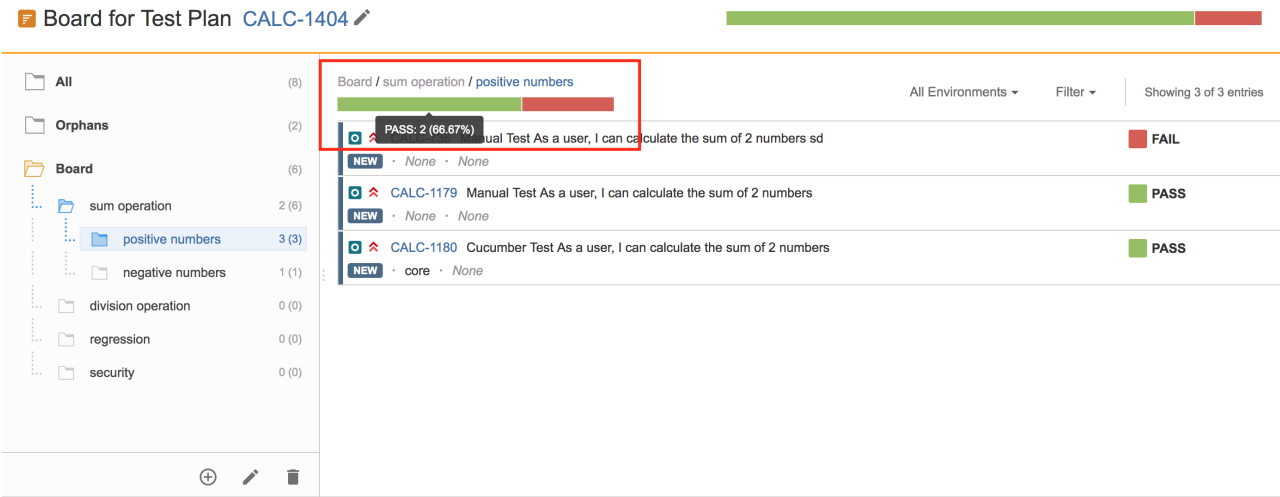 Board for Test Plan CALC-1404
All (8)
Orphans (2)
Board (6)
sum operation 2 (6)
positive numbers 3 (3)
negative numbers 1 (1)
division operation 0 (0)
regression 0 (0)
security 0 (0)
Board / sum operation / positive numbers
All Environments Filter Showing 3 of 3 entries
PASS: 2 (66.67%)
Manual Test As a user, I can calculate the sum of 2 numbers sd FAIL
NEW · None · None
CALC-1179 Manual Test As a user, I can calculate the sum of 2 numbers PASS
NEW · None · None
CALC-1180 Cucumber Test As a user, I can calculate the sum of 2 numbers PASS
NEW · core · None